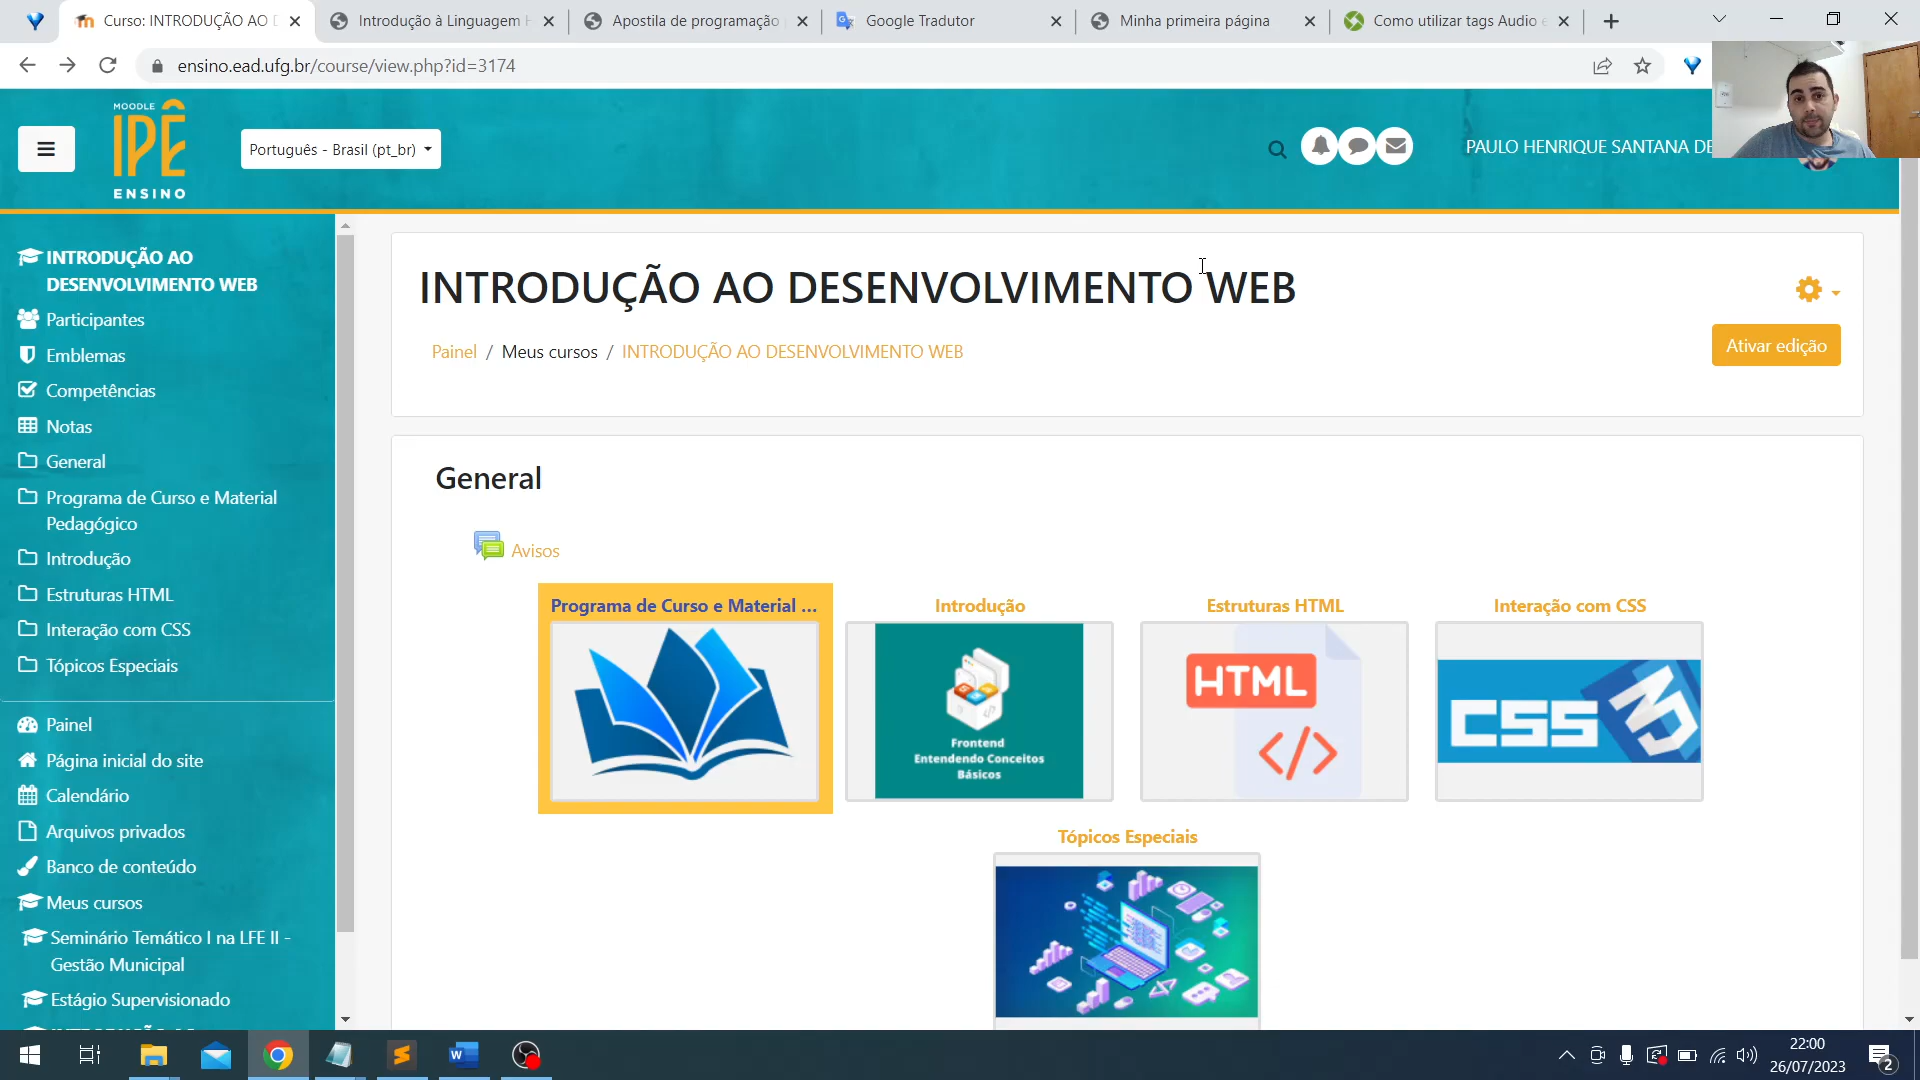 Curso: INTRODUÇÃO AO D
Introdução à Linguagem H
Apostila de programação
Google Tradutor
Minha primeira página
Como utilizar tags Audio e
ensino.ead.ufg.br/course/view.php?id=3174
MOODLE
IPÊ
ENSINO
Português - Brasil (pt_br)
PAULO HENRIQUE SANTANA DE
INTRODUÇÃO AO
DESENVOLVIMENTO WEB
Participantes
Emblemas
Competências
Notas
General
Programa de Curso e Material
Pedagógico
Introdução
Estruturas HTML
Interação com CSS
Tópicos Especiais
Painel
Página inicial do site
Calendário
Arquivos privados
Banco de conteúdo
Meus cursos
Seminário Temático I na LFE II -
Gestão Municipal
Estágio Supervisionado
INTRODUÇÃO AO DESENVOLVIMENTO WEB
Painel / Meus cursos / INTRODUÇÃO AO DESENVOLVIMENTO WEB
Ativar edição
General
Avisos
Programa de Curso e Material ...
Introdução
Estruturas HTML
Interação com CSS
Frontend
Entendendo Conceitos
Básicos
HTML
</>
CSS
3
Tópicos Especiais
22:00
26/07/2023
2